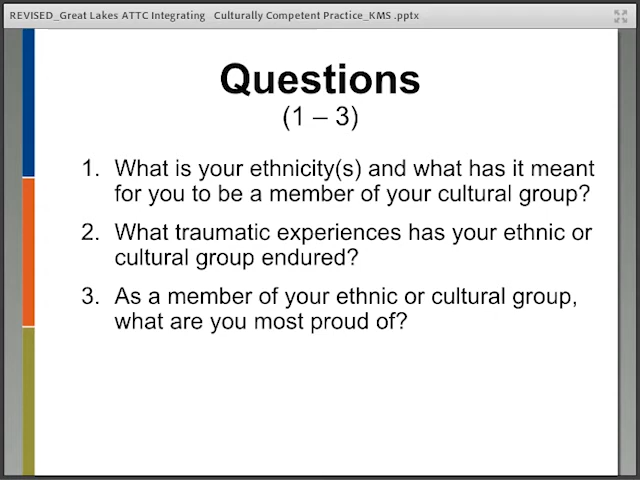 REVISED_Great Lakes ATTC Integrating   Culturally Competent Practice_KMS .pptx
Questions
(1 – 3)
1. What is your ethnicity(s) and what has it meant
for you to be a member of your cultural group?
2. What traumatic experiences has your ethnic or
cultural group endured?
3. As a member of your ethnic or cultural group,
what are you most proud of?